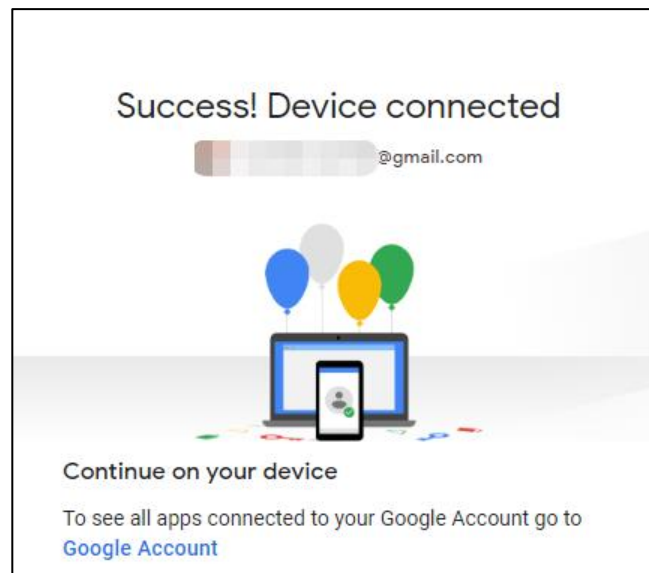 Success! Device connected
@gmail.com
Continue on your device
To see all apps connected to your Google Account go to
Google Account